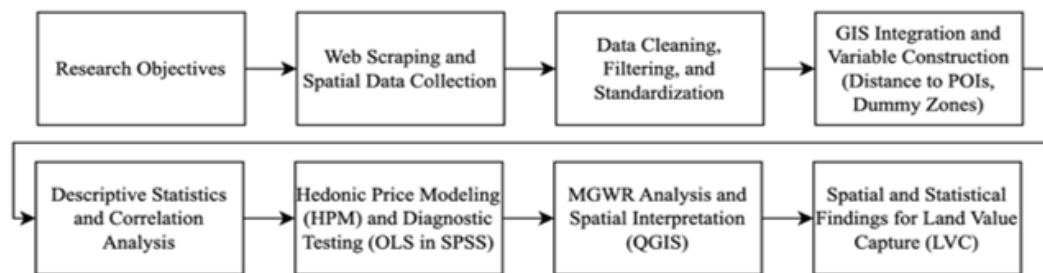 Research Objectives
Web Scraping and
Spatial Data Collection
Data Cleaning,
Filtering, and
Standardization
GIS Integration and
Variable Construction
(Distance to POIs,
Dummy Zones)
Descriptive Statistics
and Correlation
Analysis
Hedonic Price Modeling
(HPM) and Diagnostic
Testing (OLS in SPSS)
MGWR Analysis and
Spatial Interpretation
(QGIS)
Spatial and Statistical
Findings for Land Value
Capture (LVC)